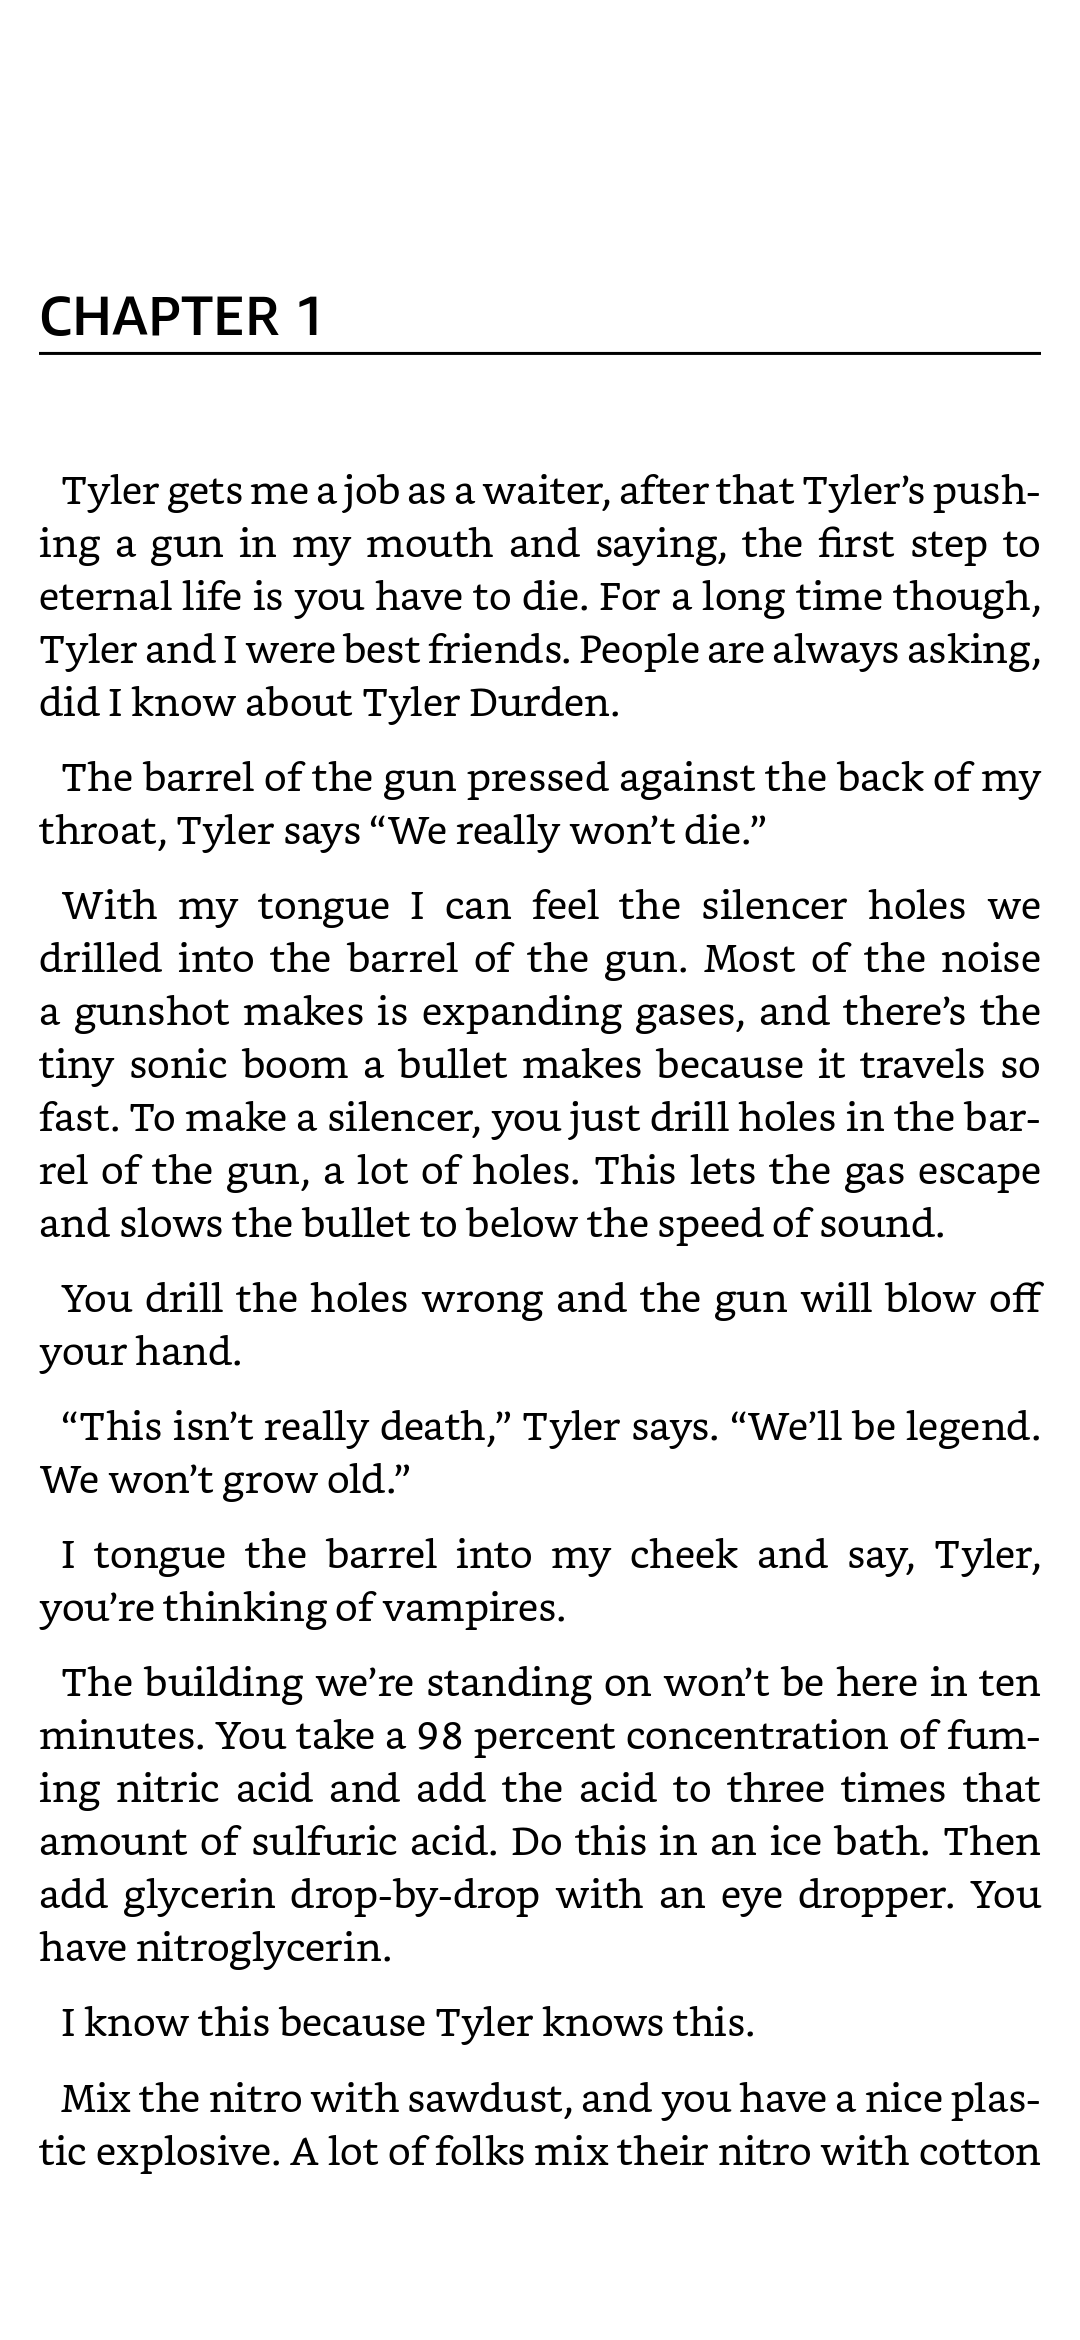 CHAPTER 1
Tyler gets me a job as a waiter, after that Tyler’s push-
ing a gun in my mouth and saying, the first step to
eternal life is you have to die. For a long time though,
Tyler and I were best friends. People are always asking,
did I know about Tyler Durden.
The barrel of the gun pressed against the back of my
throat, Tyler says “We really won’t die.”
With my tongue I can feel the silencer holes we
drilled into the barrel of the gun. Most of the noise
a gunshot makes is expanding gases, and there’s the
tiny sonic boom a bullet makes because it travels so
fast. To make a silencer, you just drill holes in the bar-
rel of the gun, a lot of holes. This lets the gas escape
and slows the bullet to below the speed of sound.
You drill the holes wrong and the gun will blow off
your hand.
“This isn’t really death,” Tyler says. “We’ll be legend.
We won’t grow old.”
I tongue the barrel into my cheek and say, Tyler,
you’re thinking of vampires.
The building we’re standing on won’t be here in ten
minutes. You take a 98 percent concentration of fum-
ing nitric acid and add the acid to three times that
amount of sulfuric acid. Do this in an ice bath. Then
add glycerin drop-by-drop with an eye dropper. You
have nitroglycerin.
I know this because Tyler knows this.
Mix the nitro with sawdust, and you have a nice plas-
tic explosive. A lot of folks mix their nitro with cotton